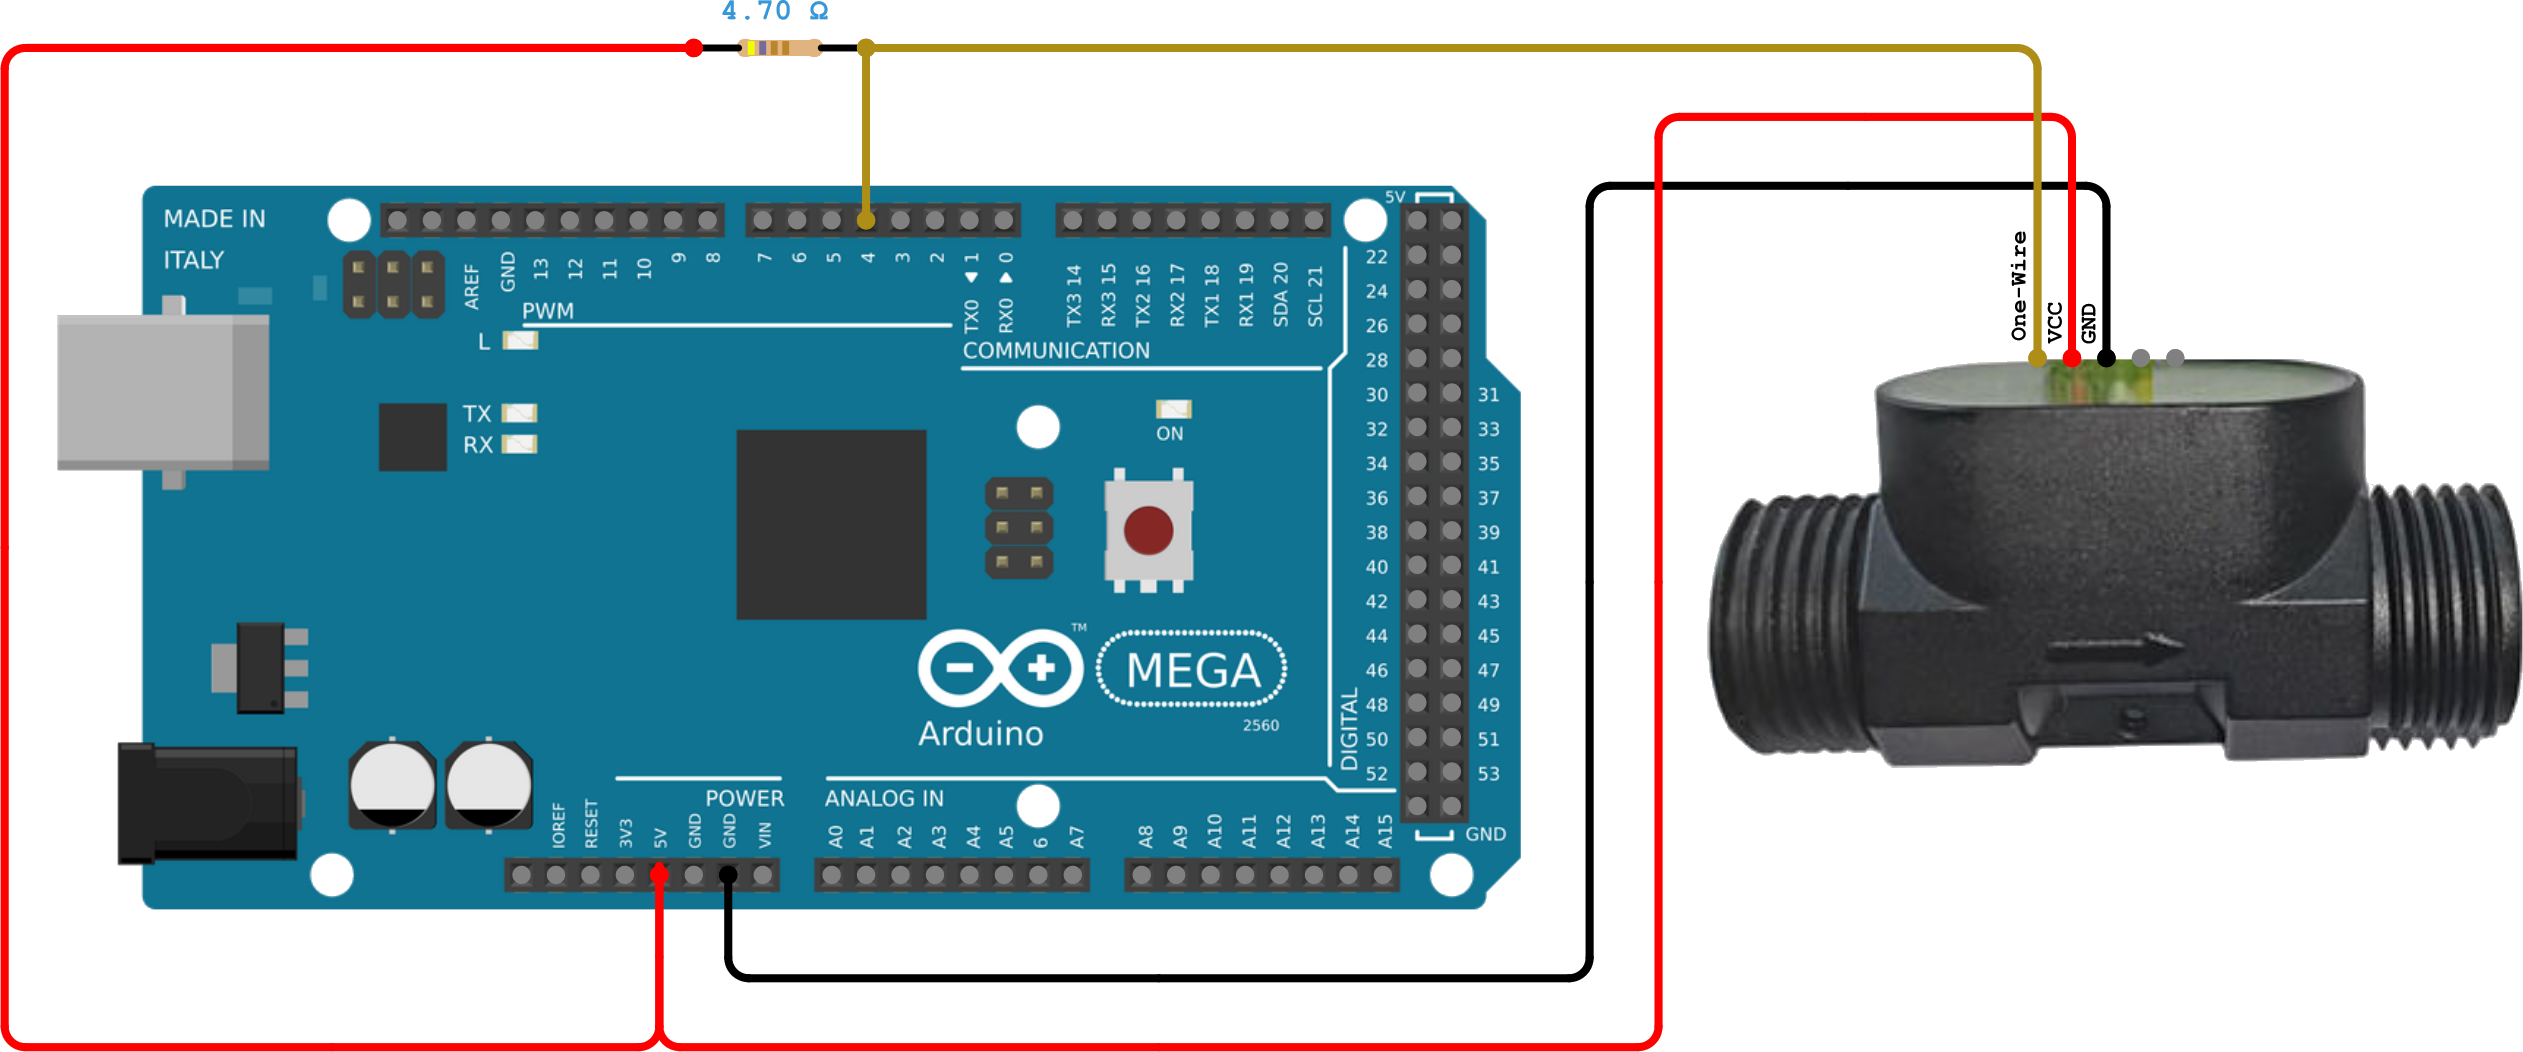 4.70 Ω
MADE IN
ITALY
5V
AREF
GND
13
12
11
10
9
8
7
6
5
4
3
2
TX0 ◀ 1
RX0 ▶ 0
TX3 14
RX3 15
TX2 16
RX2 17
TX1 18
RX1 19
SDA 20
SCL 21
PWM
L
COMMUNICATION
TX
RX
ON
22
24
26
28
30 31
32 33
34 35
36 37
38 39
40 41
42 43
44 45
46 47
48 49
50 51
52 53
DIGITAL
GND
One-Wire
VCC
GND
TM
MEGA
Arduino
2560
POWER
ANALOG IN
IOREF
RESET
3V3
5V
GND
GND
VIN
A0
A1
A2
A3
A4
A5
6
A7
A8
A9
A10
A11
A12
A13
A14
A15